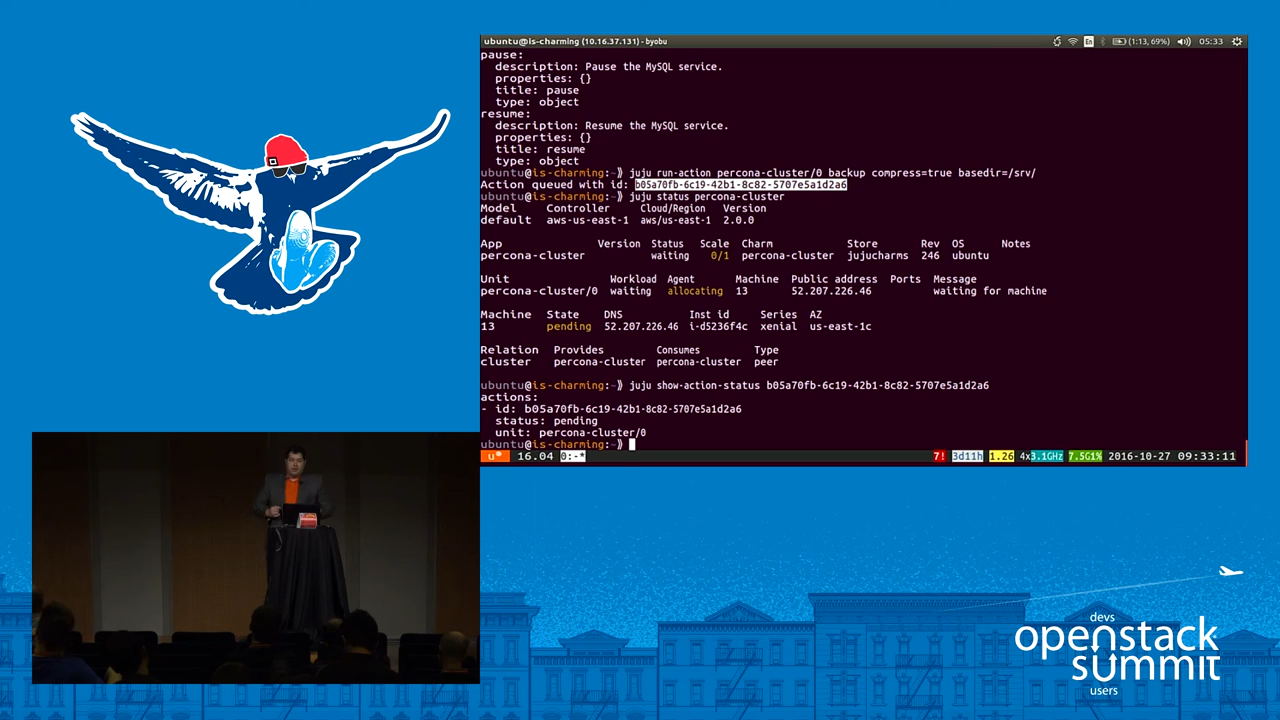 ubuntu@is-charming (10.16.37.131) - byobu
En (1:13, 69%) 05:33
pause:
description: Pause the MySQL service.
properties: {}
title: pause
type: object
resume:
description: Resume the MySQL service.
properties: {}
title: resume
type: object
ubuntu@is-charming:~⟫ juju run-action percona-cluster/0 backup compress=true basedir=/srv/
Action queued with id: b05a70fb-6c19-42b1-8c82-5707e5a1d2a6
ubuntu@is-charming:~⟫ juju status percona-cluster
Model Controller Cloud/Region Version
default aws-us-east-1 aws/us-east-1 2.0.0
App Version Status Scale Charm Store Rev OS Notes
percona-cluster waiting 0/1 percona-cluster jujucharms 246 ubuntu
Unit Workload Agent Machine Public address Ports Message
percona-cluster/0 waiting allocating 13 52.207.226.46 waiting for machine
Machine State DNS Inst id Series AZ
13 pending 52.207.226.46 i-d5236f4c xenial us-east-1c
Relation Provides Consumes Type
cluster percona-cluster percona-cluster peer
ubuntu@is-charming:~⟫ juju show-action-status b05a70fb-6c19-42b1-8c82-5707e5a1d2a6
actions:
- id: b05a70fb-6c19-42b1-8c82-5707e5a1d2a6
status: pending
unit: percona-cluster/0
ubuntu@is-charming:~⟫
u 16.04 0:-* 7! 3d11h 1.26 4x3.1GHz 7.5G1% 2016-10-27 09:33:11
devs
openstack
summit
users